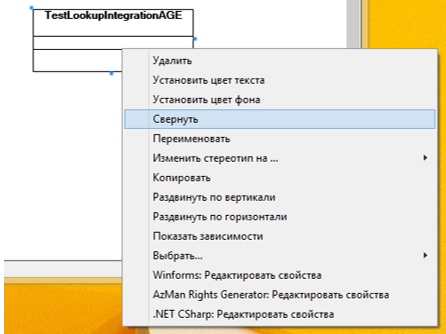 TestLookupIntegrationAGE
Удалить
Установить цвет текста
Установить цвет фона
Свернуть
Переименовать
Изменить стереотип на ...
Копировать
Раздвинуть по вертикали
Раздвинуть по горизонтали
Показать зависимости
Выбрать...
Winforms: Редактировать свойства
AzMan Rights Generator: Редактировать свойства
.NET CSharp: Редактировать свойства